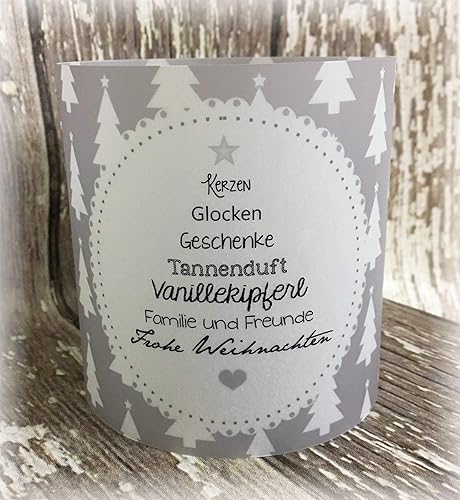 Kerzen
Glocken
Geschenke
Tannenduft
Vanillekipferl
Familie und Freunde
Frohe Weihnachten